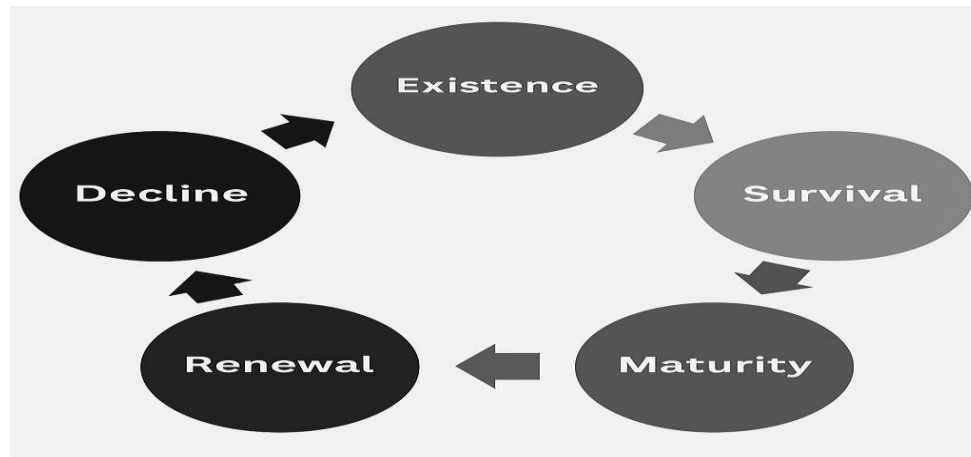 Existence
Survival
Maturity
Renewal
Decline